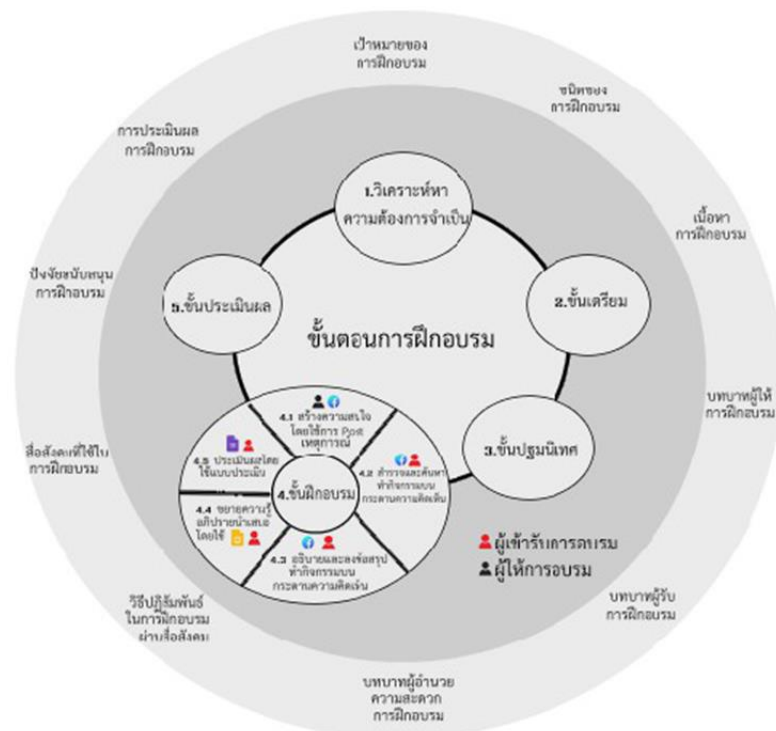 เป้าหมายของ
การฝึกอบรม
ชนิดของ
การฝึกอบรม
เนื้อหา
การฝึกอบรม
บทบาทผู้ให้
การฝึกอบรม
บทบาทผู้รับ
การฝึกอบรม
บทบาทผู้อำนวย
ความสะดวก
การฝึกอบรม
วิธีปฏิสัมพันธ์
ในการฝึกอบรม
ผ่านสื่อสังคม
สื่อสังคมที่ใช้ใน
การฝึกอบรม
ปัจจัยสนับสนุน
การฝึกอบรม
การประเมินผล
การฝึกอบรม
1.วิเคราะห์หา
ความต้องการจำเป็น
2.ขั้นเตรียม
3.ขั้นปฐมนิเทศ
4.ขั้นฝึกอบรม
5.ขั้นประเมินผล
ขั้นตอนการฝึกอบรม
4.1 สร้างความสนใจ
โดยใช้การ Post
เหตุการณ์
4.2 สำรวจและค้นหา
ทำกิจกรรมบน
กระดานความคิดเห็น
4.3 อธิบายและลงข้อสรุป
ทำกิจกรรมบน
กระดานความคิดเห็น
4.4 ขยายความรู้
อภิปรายนำเสนอ
โดยใช้
4.5 ประเมินผลโดย
ใช้แบบประเมิน
ผู้เข้ารับการอบรม
ผู้ให้การอบรม